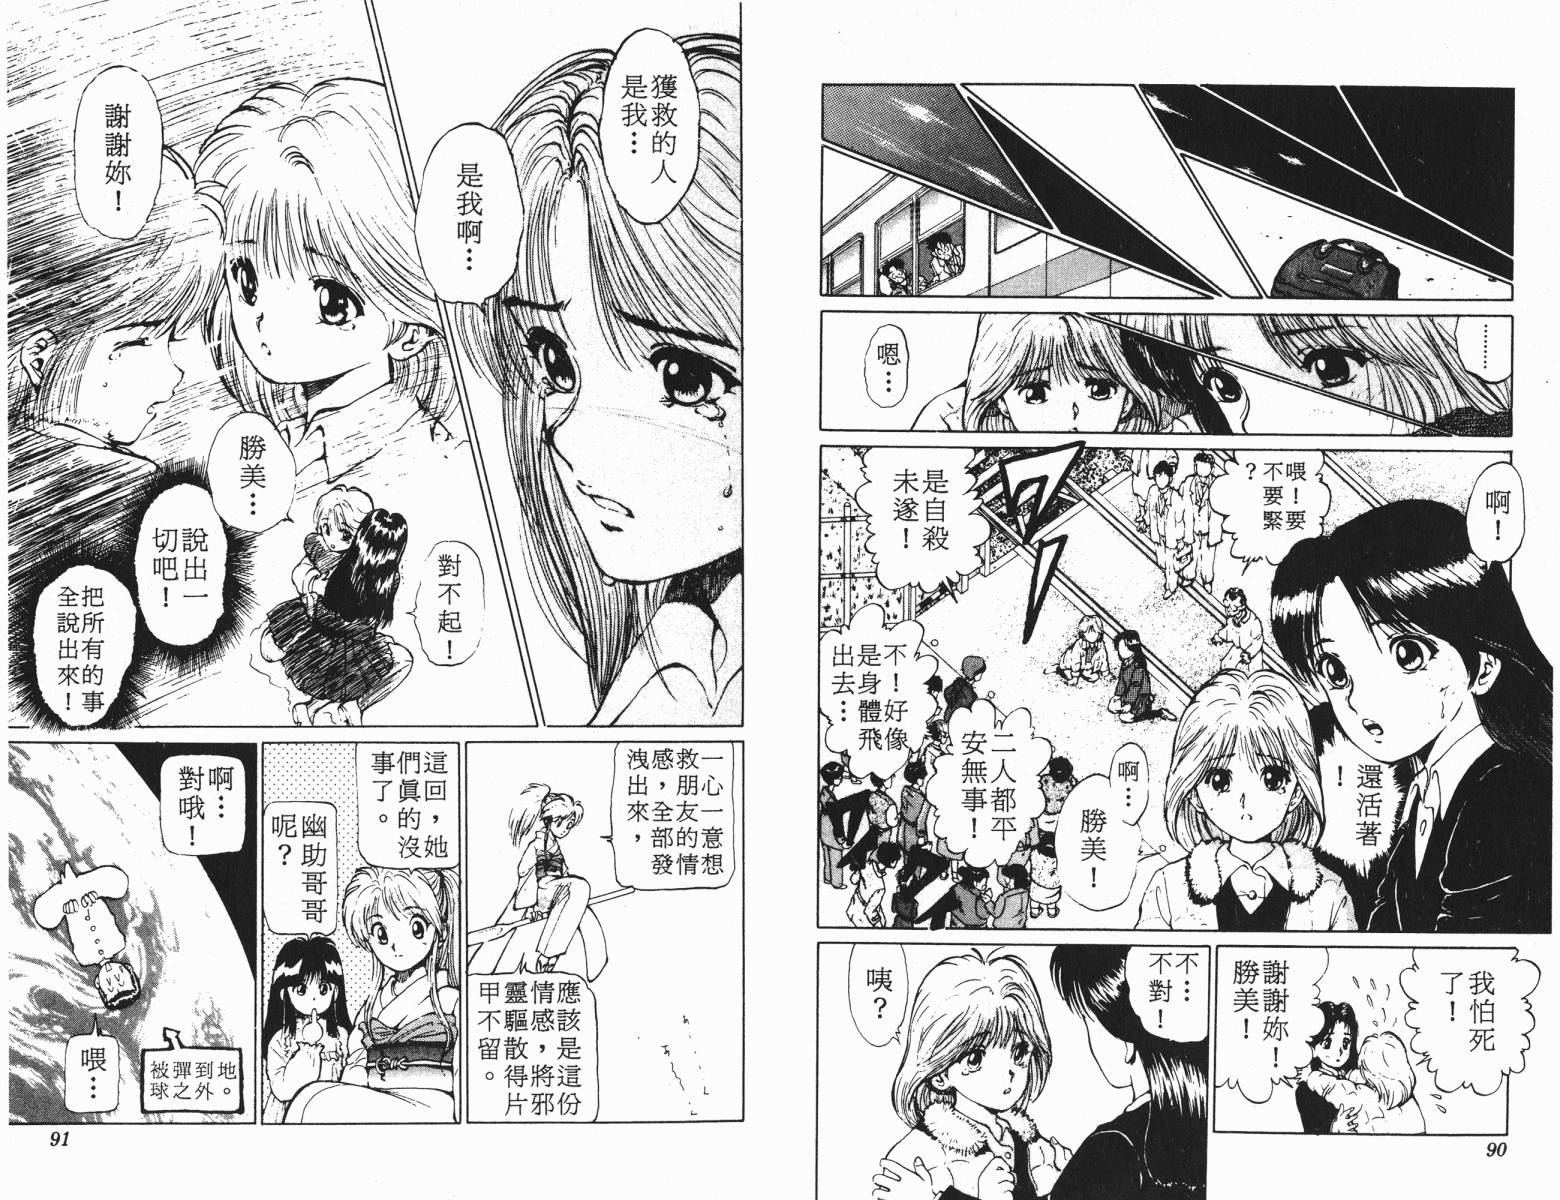 ……
嗯…
啊！
喂！要
不要緊
？
是自殺
未遂！
還活著
！
不！好像
是身體飛
出去…
二人都平
安無事！
啊…
勝美！
我怕死
了！
謝謝妳！
勝美！
不…
不對！
咦？
90
獲救的人
是我…
是我啊…
謝謝妳！
勝美…
對不起！
說出一
切吧！
把所有的事
全說出來！
一心一意想
救朋友的情
感，全部發
洩出來，
應該是這份
情感，將邪
靈驅散得片
甲不留。
這回，她
們真的沒
事了。
幽助哥哥
呢？
啊…
對哦！
喂…
被彈到地
球之外。
91